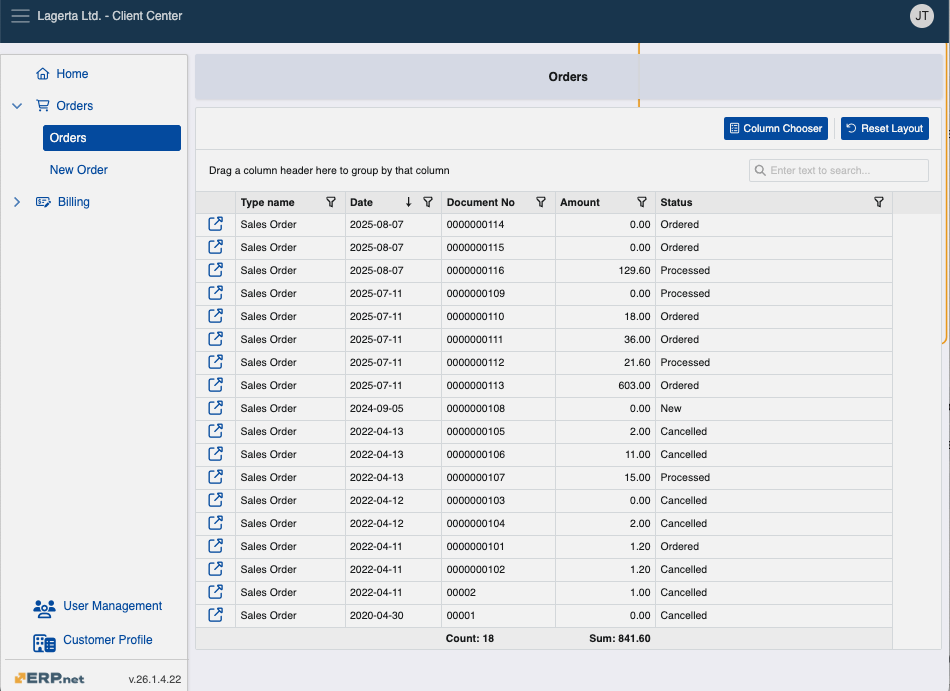 Lagerta Ltd. - Client Center
JT
Home
Orders
Orders
New Order
Billing
User Management
Customer Profile
ERP.net
v.26.1.4.22
Orders
Column Chooser
Reset Layout
Drag a column header here to group by that column
Enter text to search...
Type name Date Document No Amount Status
Sales Order 2025-08-07 0000000114 0.00 Ordered
Sales Order 2025-08-07 0000000115 0.00 Ordered
Sales Order 2025-08-07 0000000116 129.60 Processed
Sales Order 2025-07-11 0000000109 0.00 Processed
Sales Order 2025-07-11 0000000110 18.00 Ordered
Sales Order 2025-07-11 0000000111 36.00 Ordered
Sales Order 2025-07-11 0000000112 21.60 Processed
Sales Order 2025-07-11 0000000113 603.00 Ordered
Sales Order 2024-09-05 0000000108 0.00 New
Sales Order 2022-04-13 0000000105 2.00 Cancelled
Sales Order 2022-04-13 0000000106 11.00 Cancelled
Sales Order 2022-04-13 0000000107 15.00 Processed
Sales Order 2022-04-12 0000000103 0.00 Cancelled
Sales Order 2022-04-12 0000000104 2.00 Cancelled
Sales Order 2022-04-11 0000000101 1.20 Ordered
Sales Order 2022-04-11 0000000102 1.20 Cancelled
Sales Order 2022-04-11 00002 1.00 Cancelled
Sales Order 2020-04-30 00001 0.00 Cancelled
Count: 18 Sum: 841.60